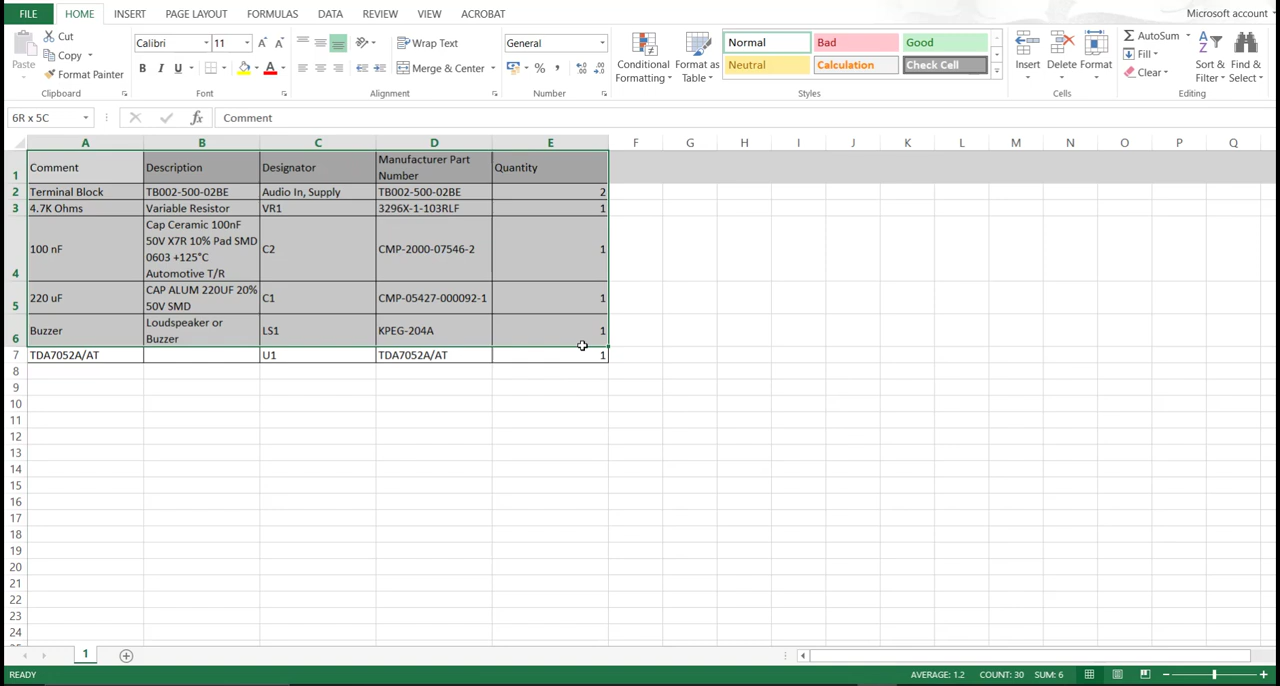 FILE HOME INSERT PAGE LAYOUT FORMULAS DATA REVIEW VIEW ACROBAT Microsoft account
Paste
Cut
Copy
Format Painter
Clipboard
Calibri 11
B I U A
Font
Wrap Text
Merge & Center
Alignment
General
% ,
Number
Conditional Formatting
Format as Table
Normal Bad Good
Neutral Calculation Check Cell
Styles
Insert Delete Format
Cells
AutoSum
Fill
Clear
Sort & Filter
Find & Select
Editing
6R x 5C fx Comment
A B C D E F G H I J K L M N O P Q
1 Comment Description Designator Manufacturer Part Number Quantity
2 Terminal Block TB002-500-02BE Audio In, Supply TB002-500-02BE 2
3 4.7K Ohms Variable Resistor VR1 3296X-1-103RLF 1
4 100 nF Cap Ceramic 100nF 50V X7R 10% Pad SMD 0603 +125°C Automotive T/R C2 CMP-2000-07546-2 1
5 220 uF CAP ALUM 220UF 20% 50V SMD C1 CMP-05427-000092-1 1
6 Buzzer Loudspeaker or Buzzer LS1 KPEG-204A 1
7 TDA7052A/AT U1 TDA7052A/AT 1
8
9
10
11
12
13
14
15
16
17
18
19
20
21
22
23
24
1
READY AVERAGE: 1.2 COUNT: 30 SUM: 6